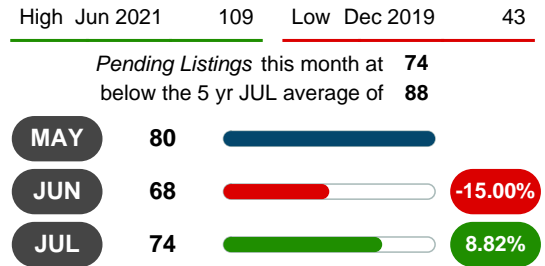 High Jun 2021 109 Low Dec 2019 43
Pending Listings this month at 74
below the 5 yr JUL average of 88
MAY 80
JUN 68 -15.00%
JUL 74 8.82%